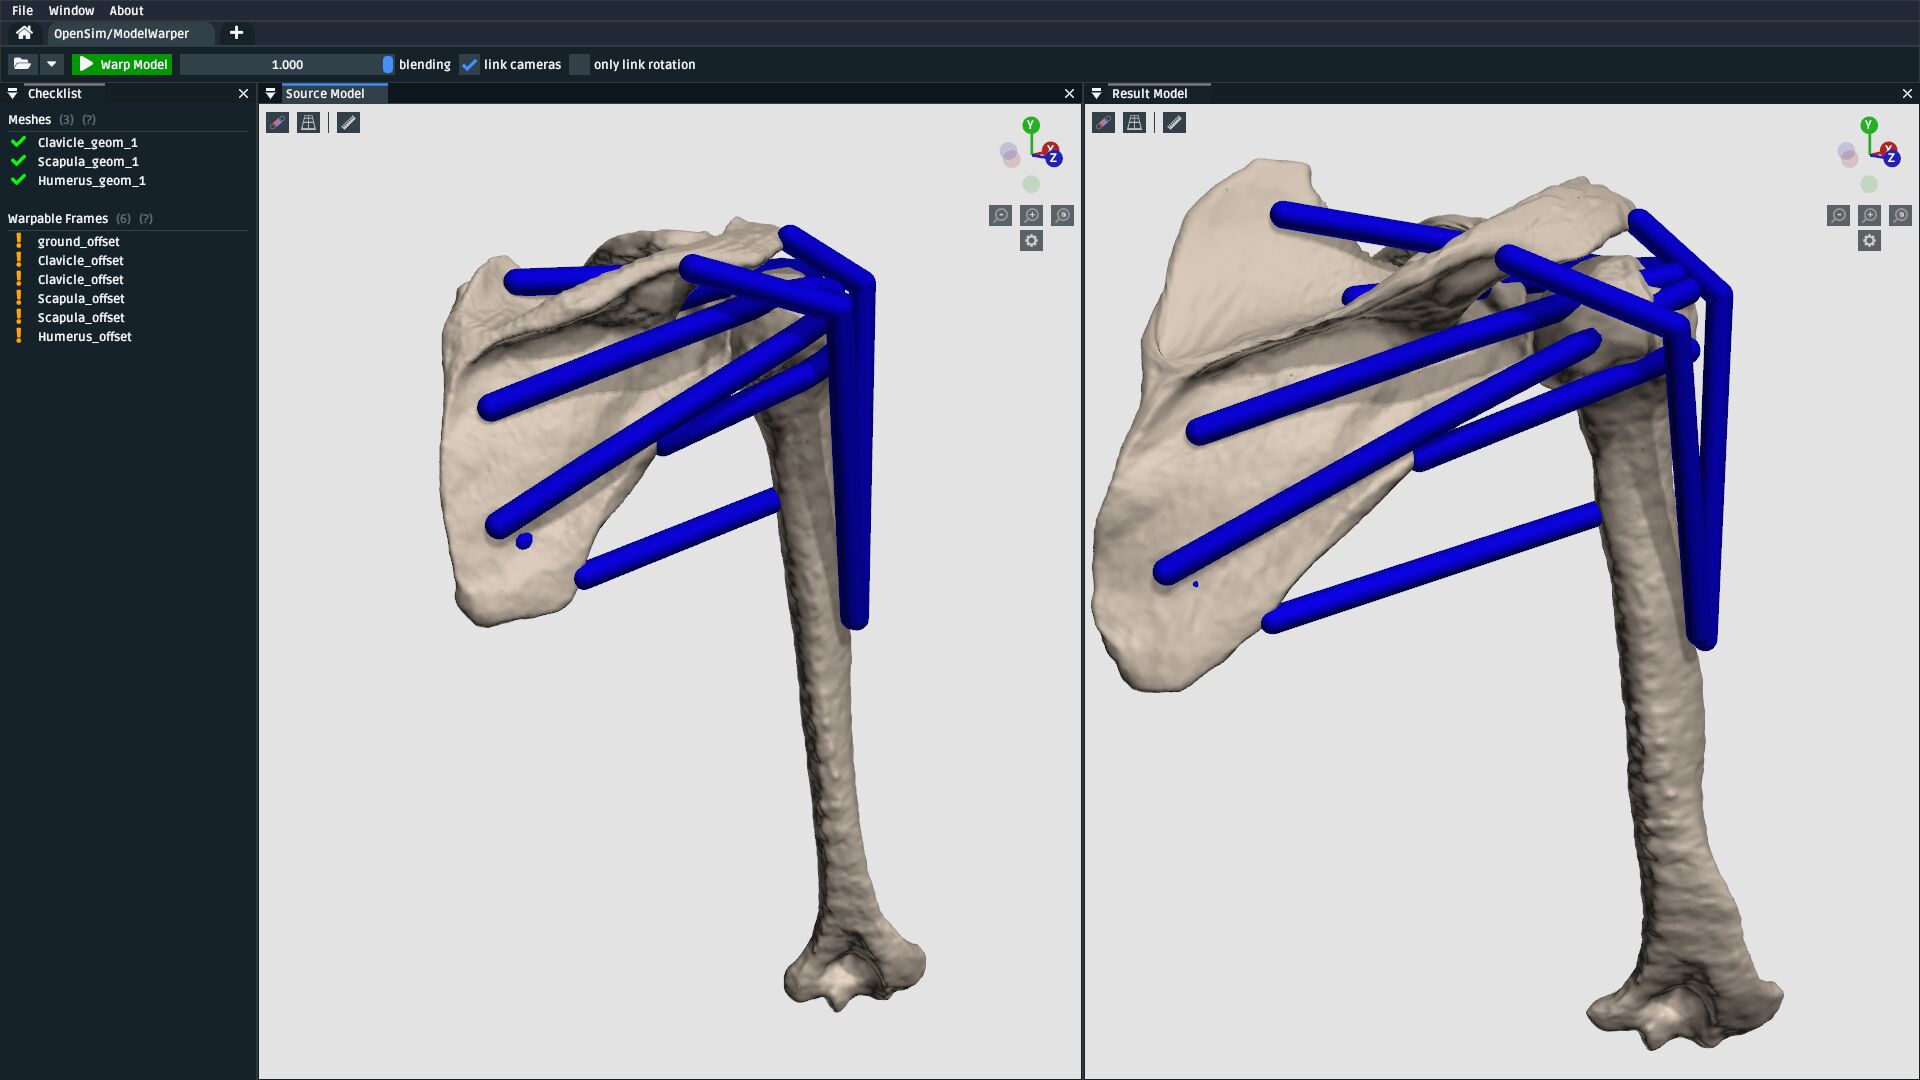 File Window About
OpenSim/ModelWarper
Warp Model 1.000 blending link cameras only link rotation
Checklist
Meshes (3) (?)
Clavicle_geom_1
Scapula_geom_1
Humerus_geom_1
Warpable Frames (6) (?)
ground_offset
Clavicle_offset
Clavicle_offset
Scapula_offset
Scapula_offset
Humerus_offset
Source Model
Y
Z
Result Model
Y
Z